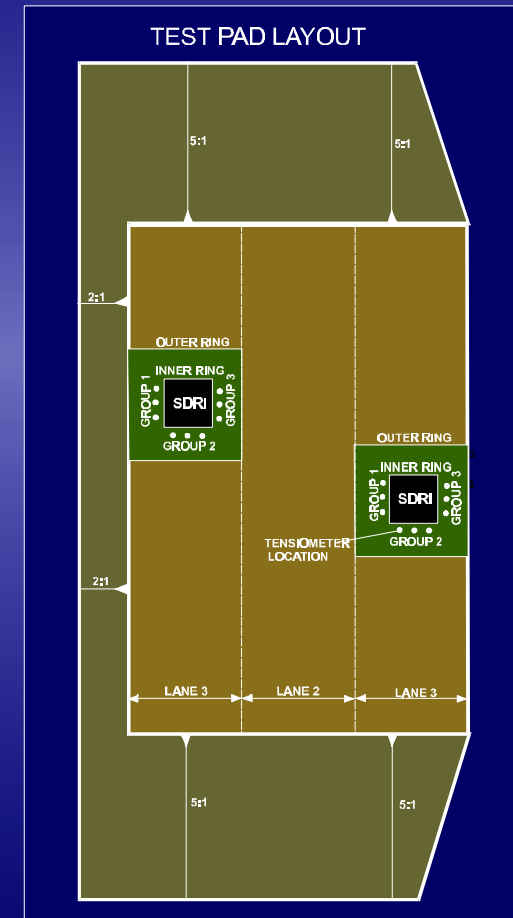 TEST PAD LAYOUT
5:1
5:1
2:1
OUTER RING
INNER RING
GROUP 1
SDRI
GROUP 3
GROUP 2
OUTER RING
INNER RING
GROUP 1
SDRI
GROUP 3
GROUP 2
TENSIOMETER
LOCATION
2:1
LANE 3
LANE 2
LANE 3
5:1
5:1